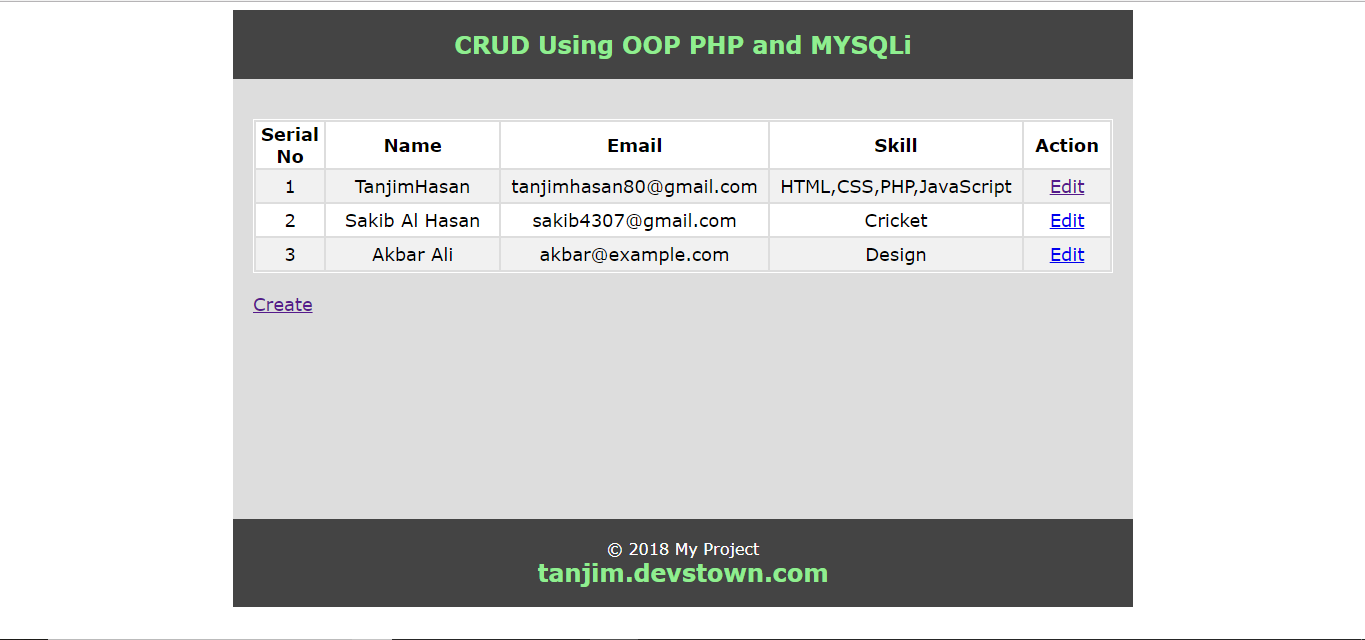 CRUD Using OOP PHP and MYSQLi
Serial No Name Email Skill Action
1 TanjimHasan tanjimhasan80@gmail.com HTML,CSS,PHP,JavaScript Edit
2 Sakib Al Hasan sakib4307@gmail.com Cricket Edit
3 Akbar Ali akbar@example.com Design Edit
Create
© 2018 My Project
tanjim.devstown.com